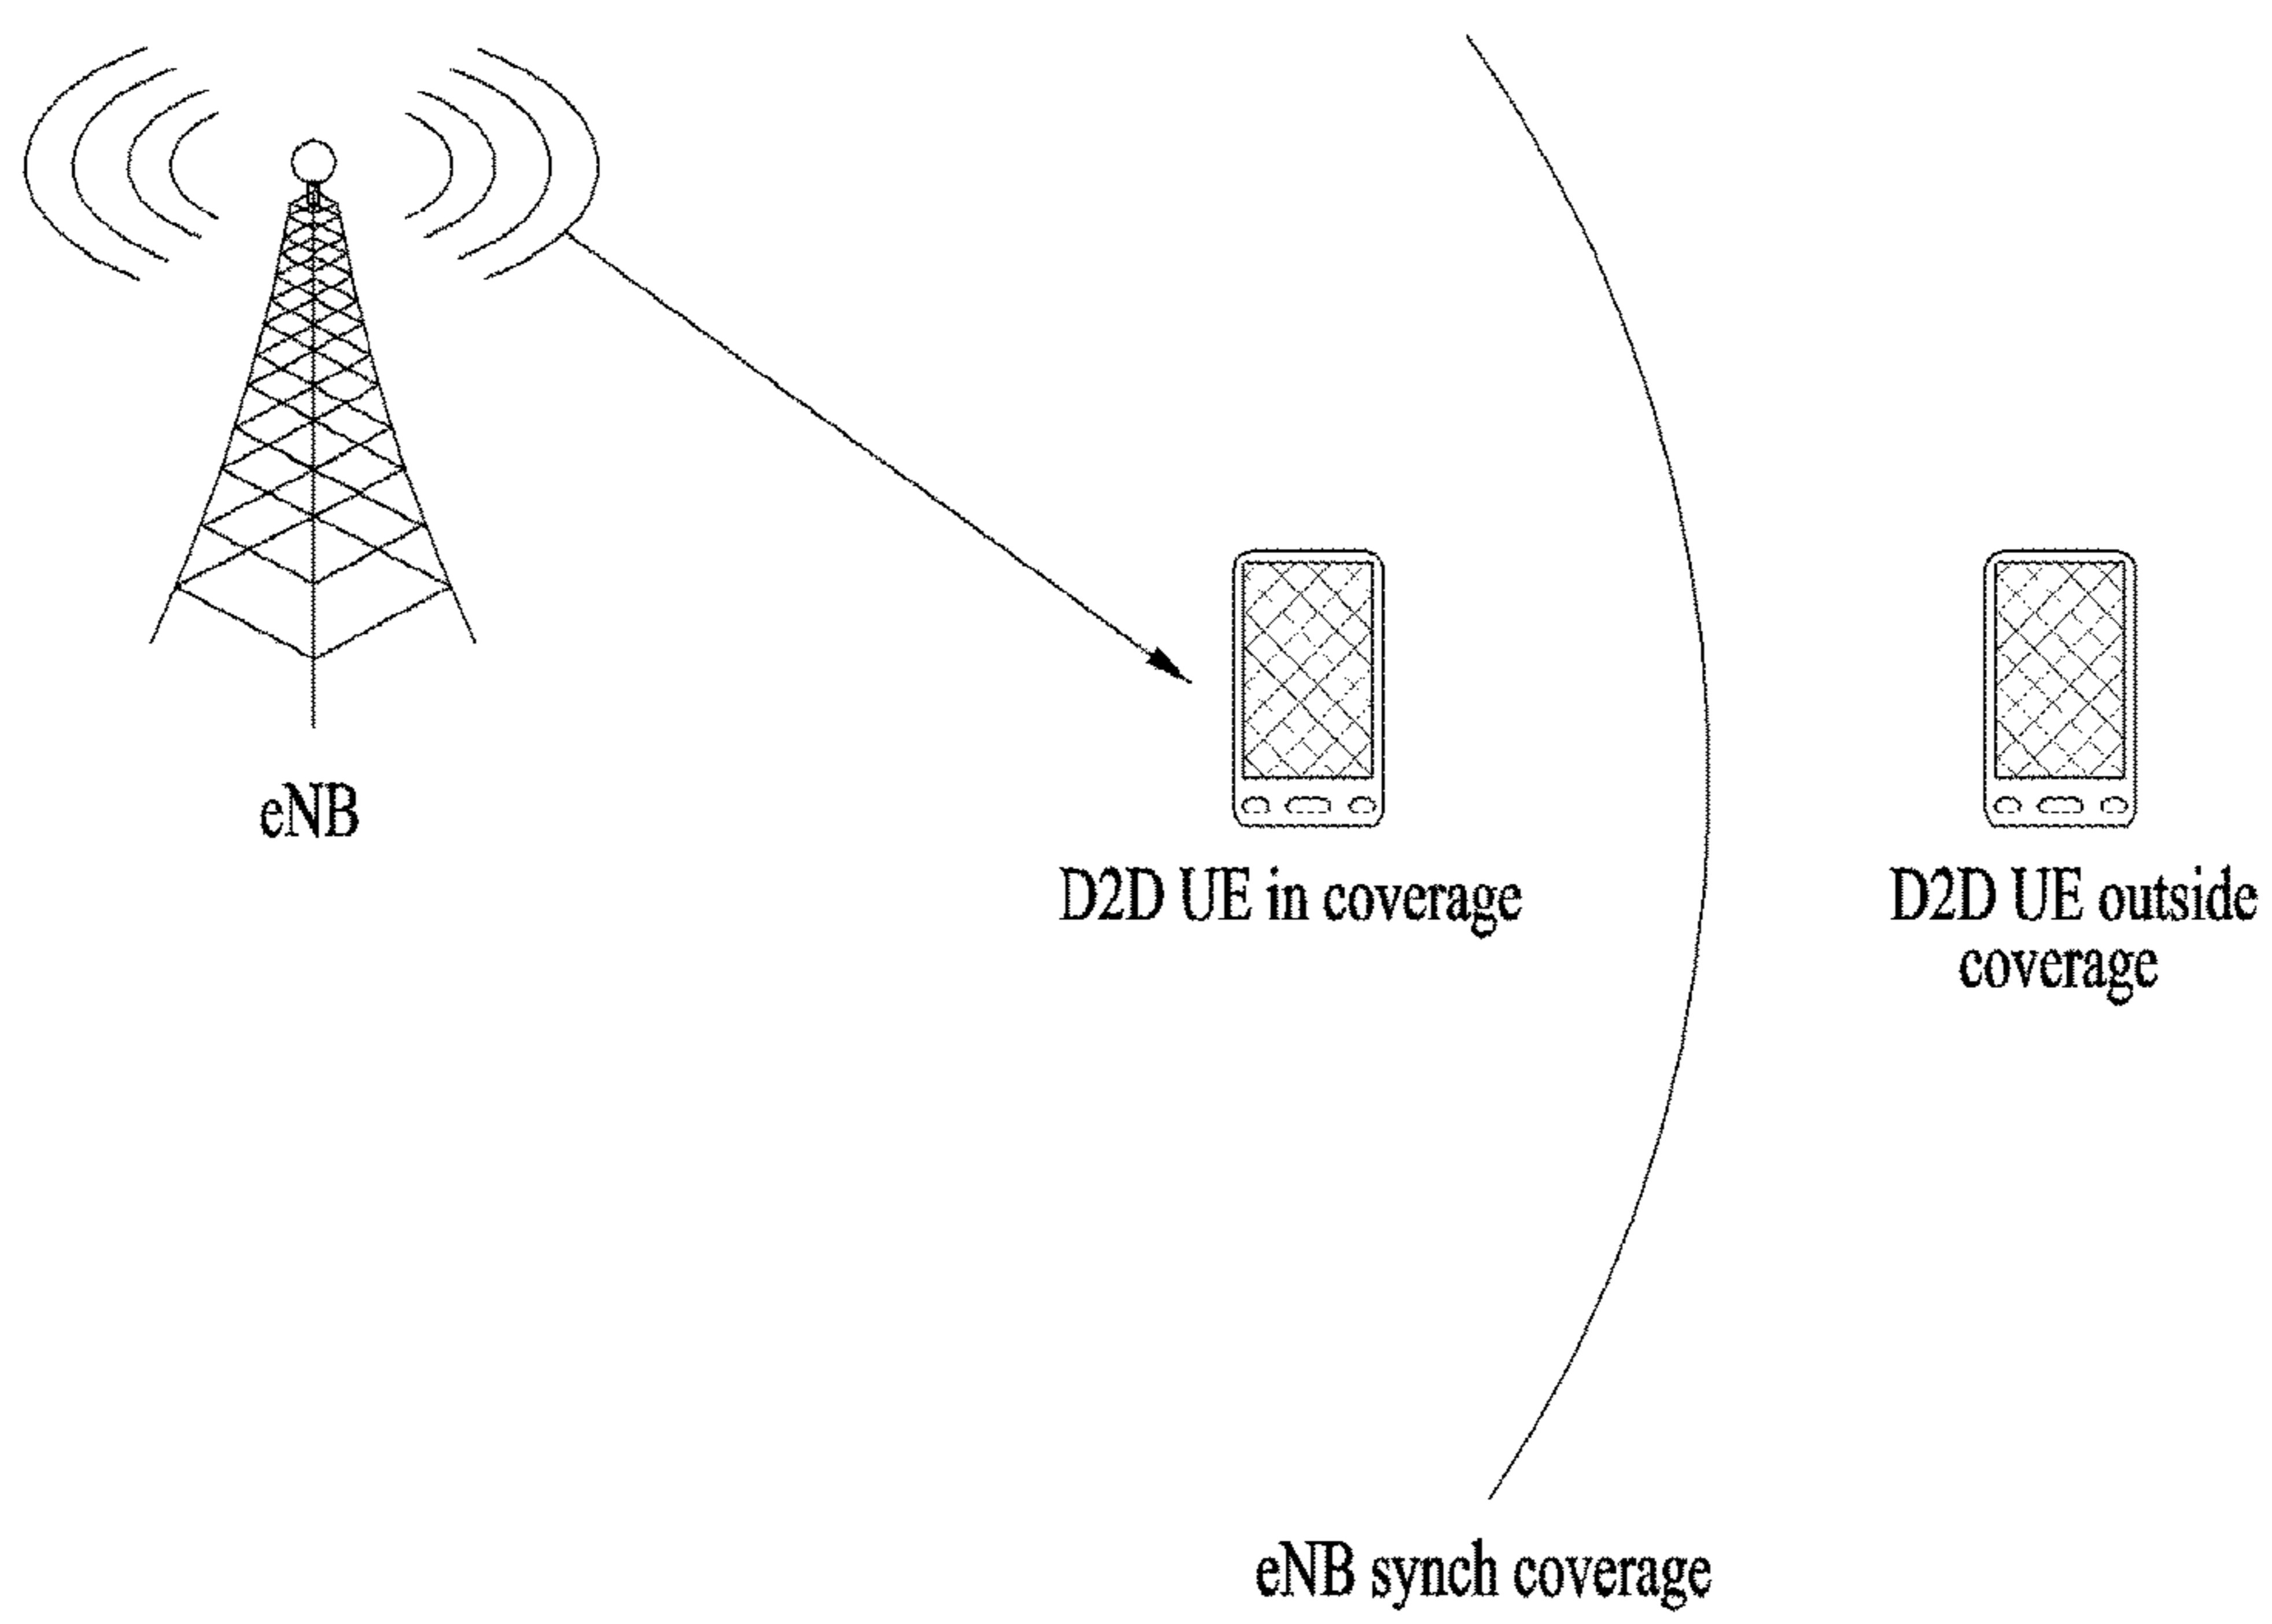 eNB
D2D UE in coverage
D2D UE outside
coverage
eNB synch coverage